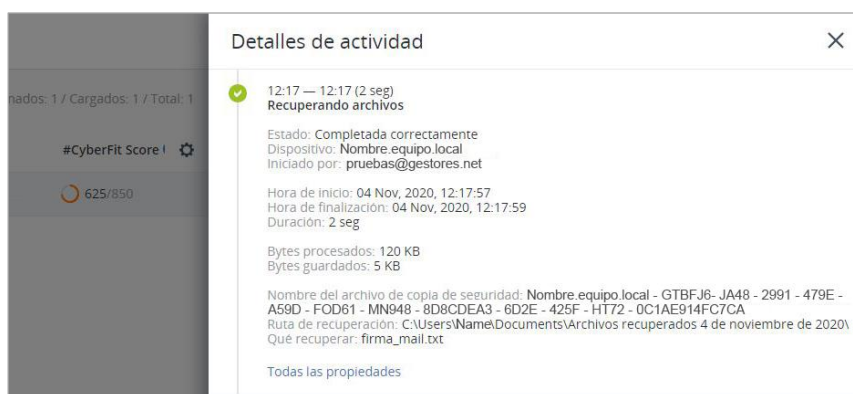 Detalles de actividad
nados: 1 / Cargados: 1 / Total: 1
#CyberFit Score
625/850
12:17 — 12:17 (2 seg)
Recuperando archivos
Estado: Completada correctamente
Dispositivo: Nombre.equipo.local
Iniciado por: pruebas@gestores.net
Hora de inicio: 04 Nov, 2020, 12:17:57
Hora de finalización: 04 Nov, 2020, 12:17:59
Duración: 2 seg
Bytes procesados: 120 KB
Bytes guardados: 5 KB
Nombre del archivo de copia de seguridad: Nombre.equipo.local - GTBFJ6- JA48 - 2991 - 479E -
A59D - FOD61 - MN948 - 8D8CDEA3 - 6D2E - 425F - HT72 - 0C1AE914FC7CA
Ruta de recuperación: C:\Users\Name\Documents\Archivos recuperados 4 de noviembre de 2020\
Qué recuperar: firma_mail.txt
Todas las propiedades